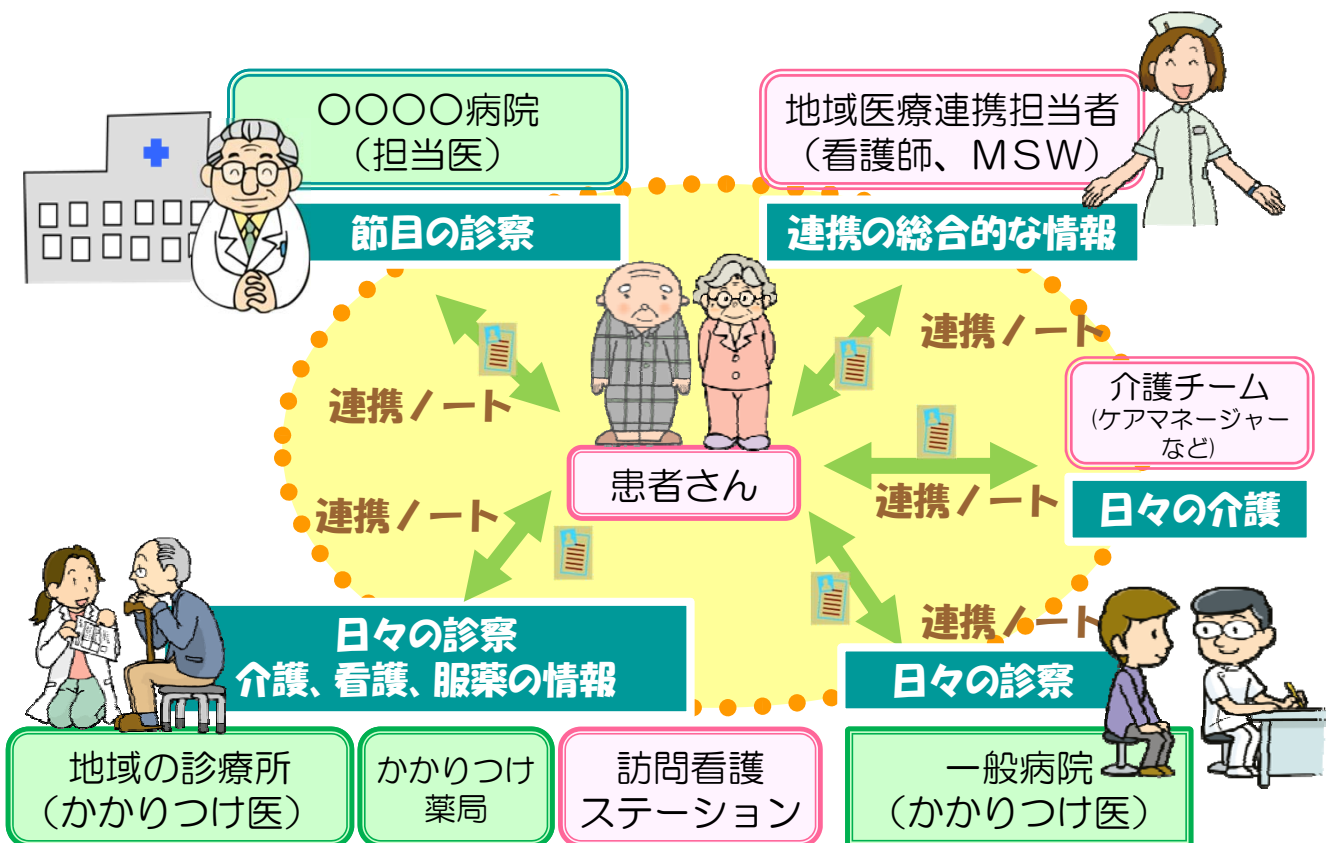 〇〇〇〇病院
（担当医）
地域医療連携担当者
（看護師、ＭＳＷ）
節目の診察
連携の総合的な情報
連携ノート
連携ノート
介護チーム
(ケアマネージャー
など)
患者さん
連携ノート
連携ノート
日々の介護
連携ノート
日々の診察
介護、看護、服薬の情報
日々の診察
地域の診療所
（かかりつけ医）
かかりつけ
薬局
訪問看護
ステーション
一般病院
（かかりつけ医）